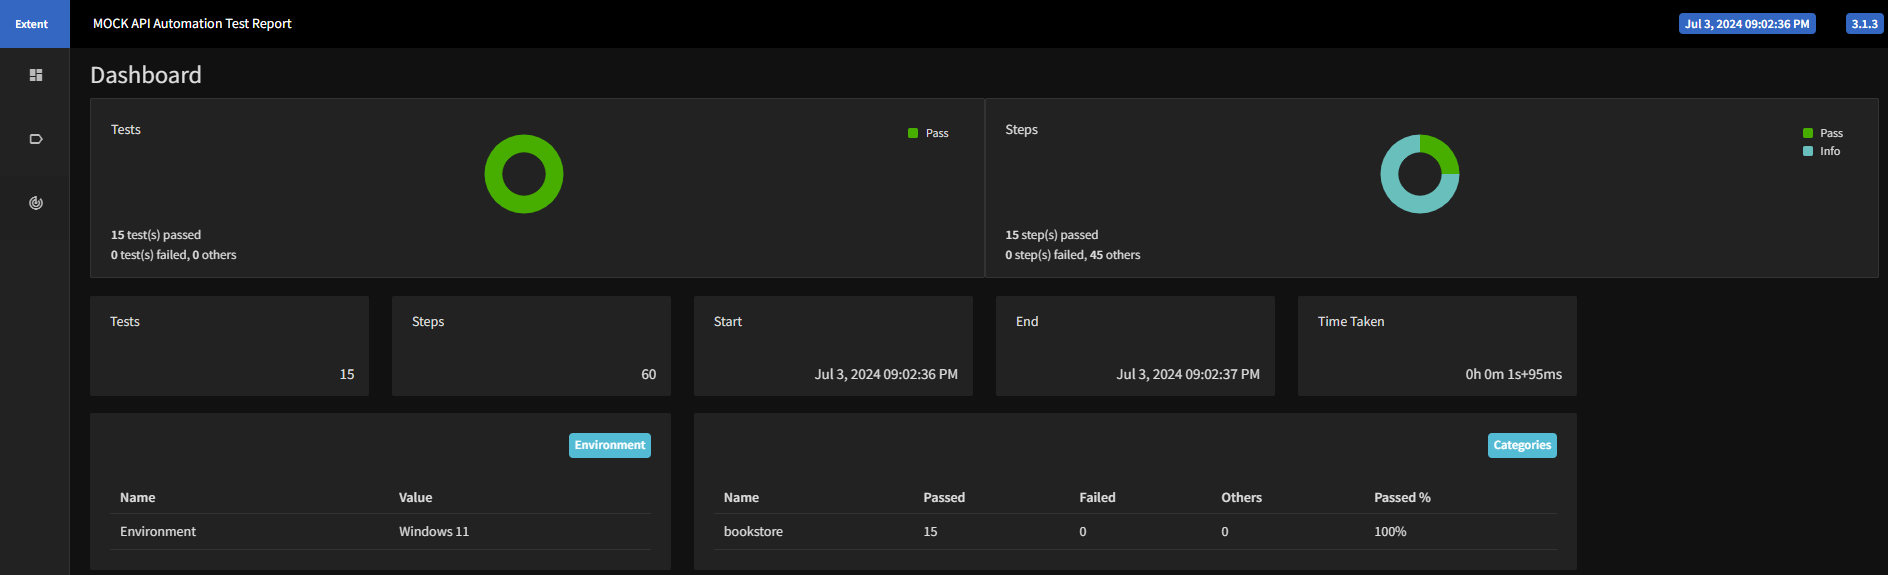 Extent
MOCK API Automation Test Report
Jul 3, 2024 09:02:36 PM
3.1.3
Dashboard
Tests
Pass
15 test(s) passed
0 test(s) failed, 0 others
Steps
Pass
Info
15 step(s) passed
0 step(s) failed, 45 others
Tests
15
Steps
60
Start
Jul 3, 2024 09:02:36 PM
End
Jul 3, 2024 09:02:37 PM
Time Taken
0h 0m 1s+95ms
Environment
Name Value
Environment Windows 11
Categories
Name Passed Failed Others Passed %
bookstore 15 0 0 100%